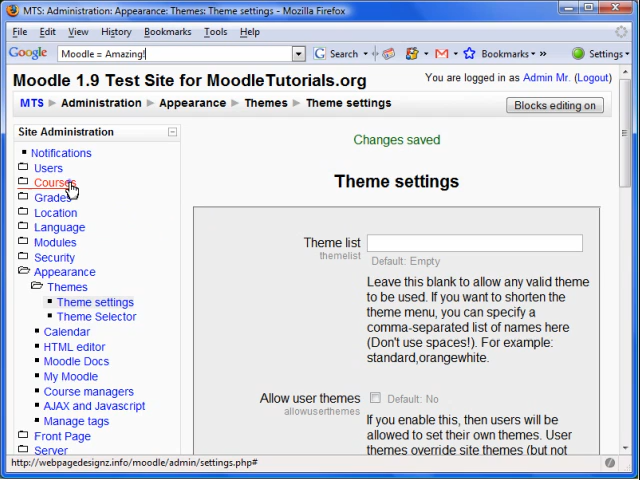 MTS: Administration: Appearance: Themes: Theme settings - Mozilla Firefox
File Edit View History Bookmarks Tools Help
Google Moodle = Amazing! Search Bookmarks Settings
Moodle 1.9 Test Site for MoodleTutorials.org
You are logged in as Admin Mr. (Logout)
MTS ► Administration ► Appearance ► Themes ► Theme settings
Blocks editing on
Site Administration
Notifications
Users
Courses
Grades
Location
Language
Modules
Security
Appearance
Themes
Theme settings
Theme Selector
Calendar
HTML editor
Moodle Docs
My Moodle
Course managers
AJAX and Javascript
Manage tags
Front Page
Server
Changes saved
Theme settings
Theme list
themelist
Default: Empty
Leave this blank to allow any valid theme
to be used. If you want to shorten the
theme menu, you can specify a
comma-separated list of names here
(Don't use spaces!). For example:
standard,orangewhite.
Allow user themes
allowuserthemes
Default: No
If you enable this, then users will be
allowed to set their own themes. User
themes override site themes (but not
http://webpagedesignz.info/moodle/admin/settings.php#